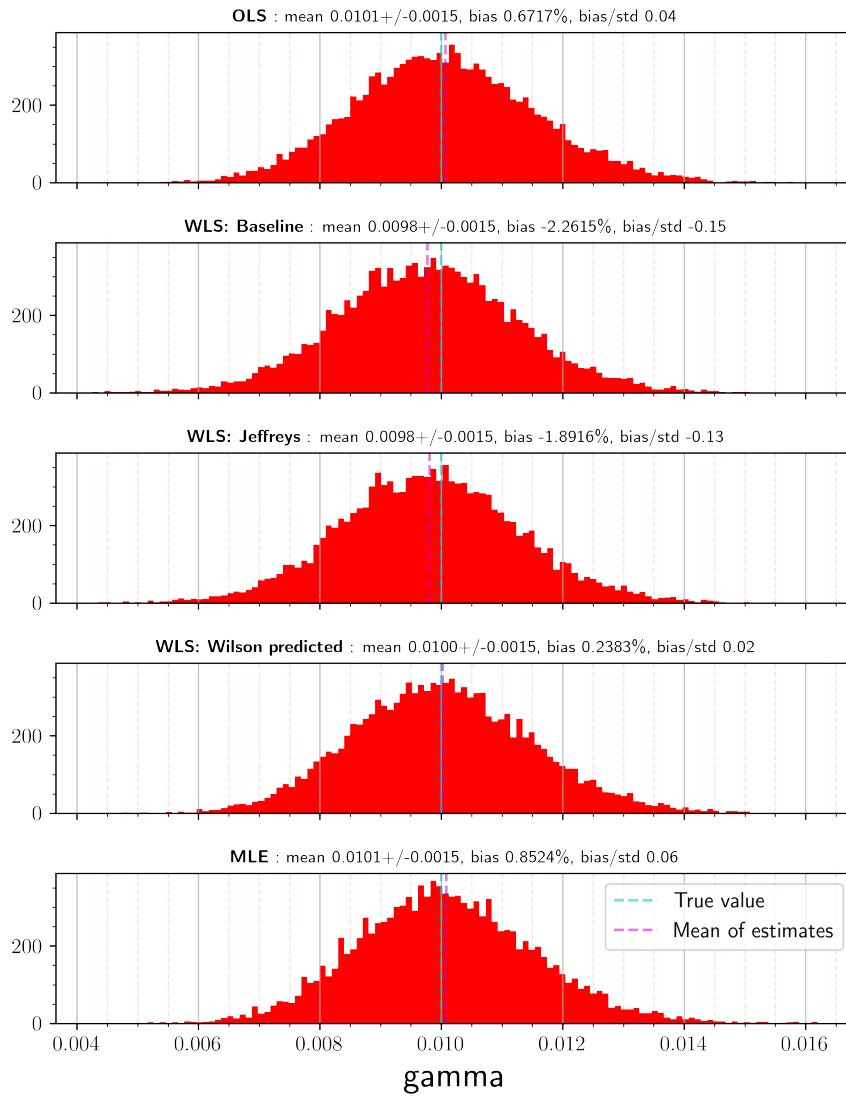 OLS : mean 0.0101+/-0.0015, bias 0.6717%, bias/std 0.04
200
0
WLS: Baseline : mean 0.0098+/-0.0015, bias -2.2615%, bias/std -0.15
200
0
WLS: Jeffreys : mean 0.0098+/-0.0015, bias -1.8916%, bias/std -0.13
200
0
WLS: Wilson predicted : mean 0.0100+/-0.0015, bias 0.2383%, bias/std 0.02
200
0
MLE : mean 0.0101+/-0.0015, bias 0.8524%, bias/std 0.06
True value
Mean of estimates
200
0
0.004 0.006 0.008 0.010 0.012 0.014 0.016
gamma